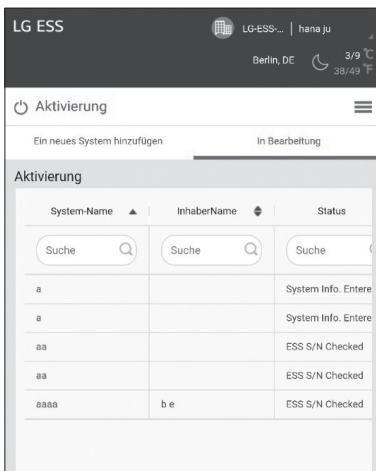 LG ESS
LG-ESS-... | hana ju
Berlin, DE
3/9 °C
38/49 °F
Aktivierung
Ein neues System hinzufügen
In Bearbeitung
Aktivierung
System-Name ▲ InhaberName Status
Suche Suche Suche
a System Info. Entere
a System Info. Entere
aa ESS S/N Checked
aa ESS S/N Checked
aaaa b e ESS S/N Checked